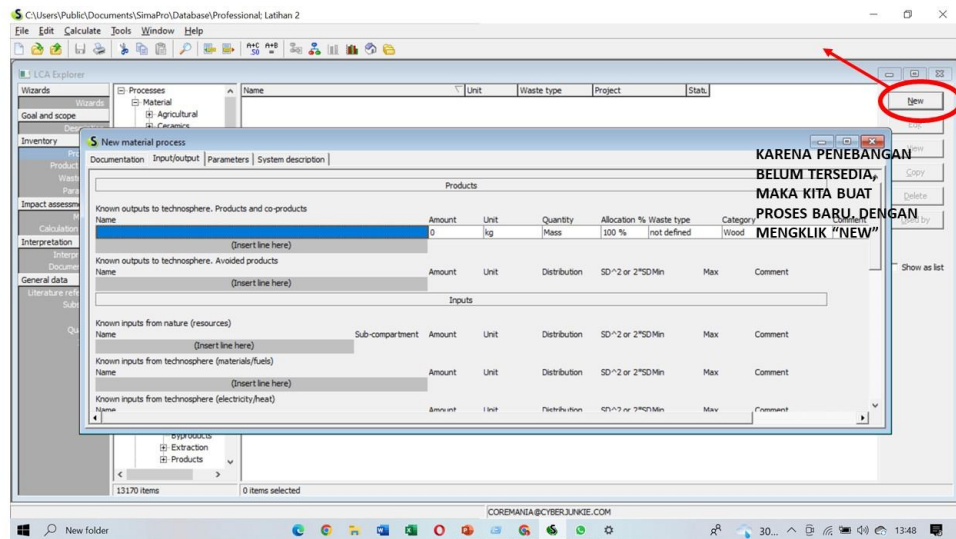 C:\Users\Public\Documents\SimaPro\Database\Professional; Latihan 2
File Edit Calculate Tools Window Help
A+C A+B
LCA Explorer
Wizards
Wizards
Goal and scope
Inventory
Impact assessm
Calculation
Interpretation
Interpr
Docume
General data
Literature refe
Subs
Processes
Material
Agricultural
Ceramics
Byproducts
Extraction
Products
13170 items
Name Unit Waste type Project Stat.
0 items selected
New
View
Copy
Delete
Used by
Show as list
New material process
Documentation Input/output Parameters System description
Products
Known outputs to technosphere. Products and co-products
Name Amount Unit Quantity Allocation % Waste type Category Comment
0 kg Mass 100 % not defined Wood
(Insert line here)
Known outputs to technosphere. Avoided products
Name Amount Unit Distribution SD^2 or 2*SD Min Max Comment
(Insert line here)
Inputs
Known inputs from nature (resources)
Name Sub-compartment Amount Unit Distribution SD^2 or 2*SD Min Max Comment
(Insert line here)
Known inputs from technosphere (materials/fuels)
Name Amount Unit Distribution SD^2 or 2*SD Min Max Comment
(Insert line here)
Known inputs from technosphere (electricity/heat)
Name Amount Unit Distribution SD^2 or 2*SD Min Max Comment
KARENA PENEBANGAN
BELUM TERSEDIA,
MAKA KITA BUAT
PROSES BARU, DENGAN
MENGKLIK “NEW”
COREMANIA@CYBERJUNKIE.COM
New folder
30... 13:48